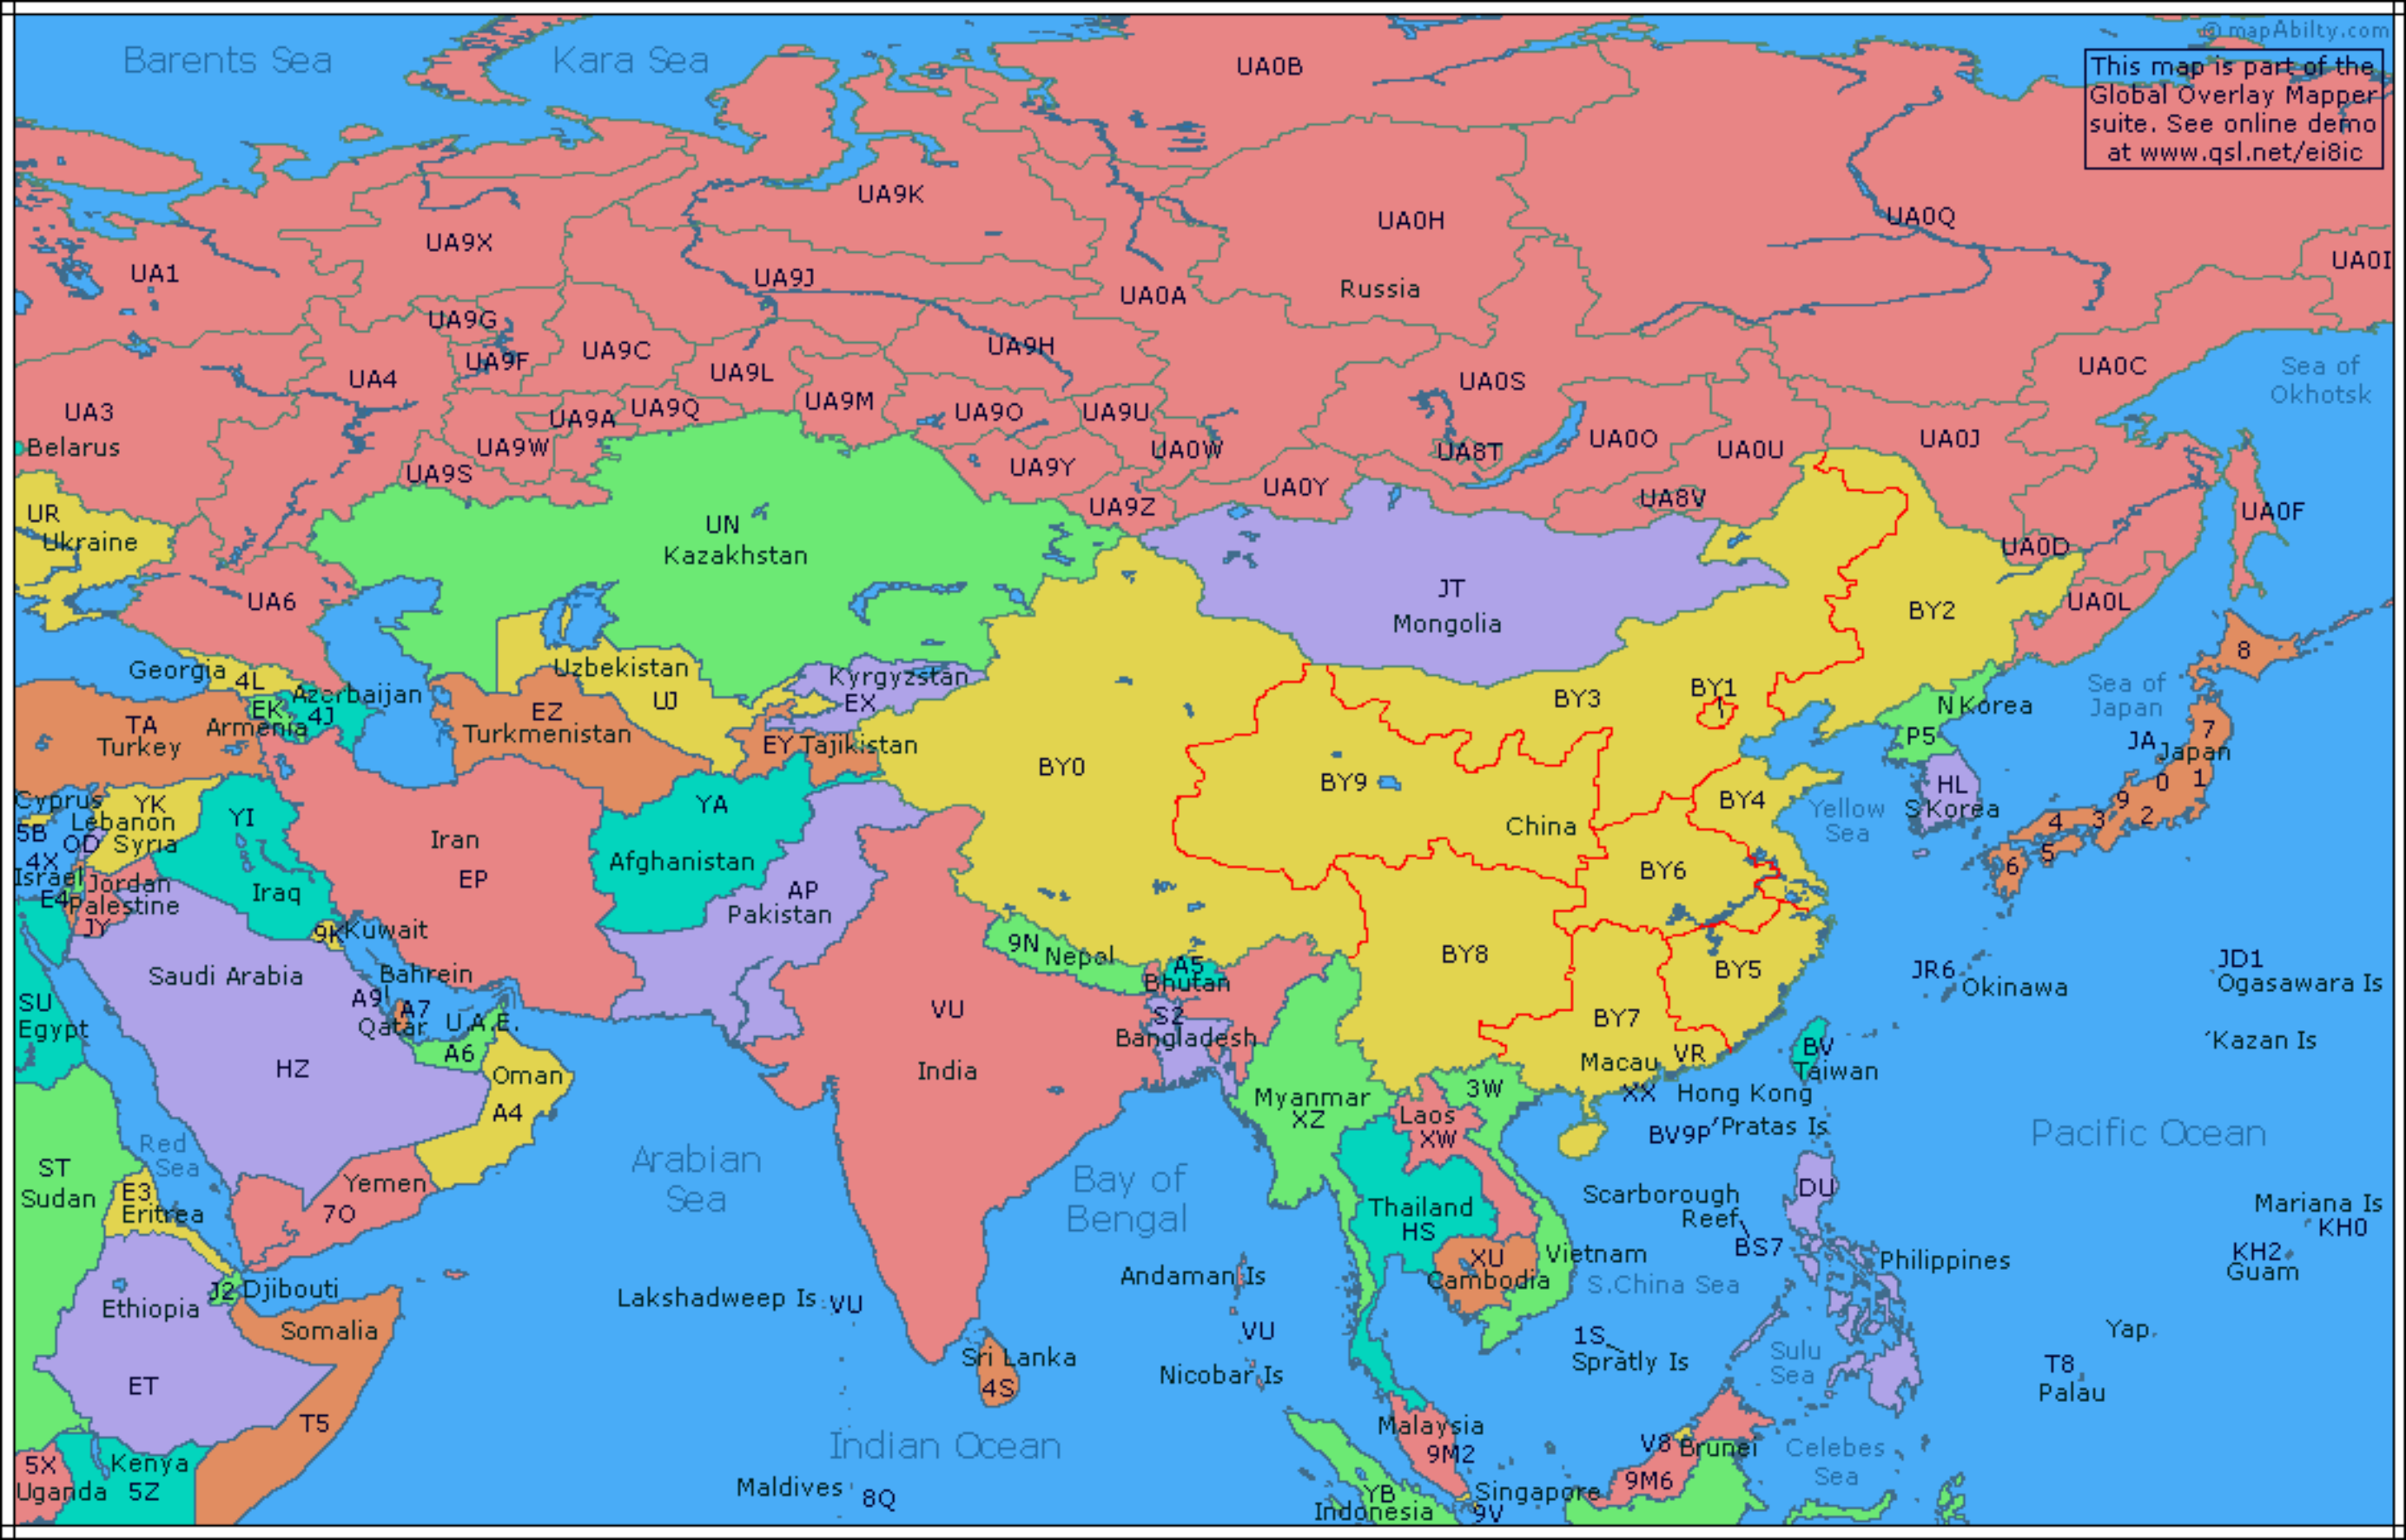 © mapAbilty.com
Barents Sea
Kara Sea
UA0B
This map is part of the
Global Overlay Mapper
suite. See online demo
at www.qsl.net/ei8ic
UA9K
UA0H
UA0Q
UA9X
UA1
UA9J
UA0A
Russia
UA0I
UA9G
UA9F
UA9C
UA9H
UA9L
UA4
UA0S
UA0C
Sea of
Okhotsk
UA3
UA9A
UA9Q
UA9M
UA9O
UA9U
UA0O
UA0J
Belarus
UA9W
UA0W
UA8T
UA0U
UA9S
UA9Y
UA0Y
UA8V
UA9Z
UR
Ukraine
UA0F
UN
Kazakhstan
UA0D
UA6
JT
Mongolia
BY2
UA0L
Georgia
4L
Azerbaijan
4J
EK
Armenia
Uzbekistan
UJ
Kyrgyzstan
EX
8
TA
Turkey
EZ
Turkmenistan
EY Tajikistan
BY3
BY1
N Korea
P5
Sea of
Japan
7
JA
Japan
BY0
BY9
0
1
Cyprus
5B
YK
Lebanon
OD
Syria
YI
Iraq
YA
Afghanistan
China
BY4
Yellow
Sea
HL
S Korea
9
2
3
4
5
6
4X
Israel
Jordan
E4
Palestine
JY
Iran
EP
AP
Pakistan
BY6
9K
Kuwait
9N
Nepol
BY8
BY5
Saudi Arabia
Bahrein
A9
A7
Qatar
U.A.E.
A6
A5
Bhutan
JR6
Okinawa
JD1
Ogasawara Is
SU
Egypt
VU
India
S2
Bangladesh
BY7
Kazan Is
HZ
Oman
A4
Macau
VR
XX
Hong Kong
BV
Taiwan
Myanmar
XZ
3W
Laos
XW
BV9P
Pratas Is
Red
Sea
Arabian
Sea
Bay of
Bengal
Pacific Ocean
ST
Sudan
E3
Eritrea
Yemen
7O
Thailand
HS
Scarborough
Reef
BS7
DU
Philippines
Mariana Is
KH0
KH2
Guam
J2
Djibouti
Ethiopia
ET
Somalia
T5
Lakshadweep Is
VU
Andaman Is
VU
Nicobar Is
XU
Cambodia
Vietnam
S.China Sea
1S
Spratly Is
Sulu
Sea
Yap
T8
Palau
Sri Lanka
4S
Malaysia
9M2
V8
Brunei
9M6
Celebes
Sea
5X
Uganda
Kenya
5Z
Indian Ocean
Maldives
8Q
YB
Indonesia
Singapore
9V